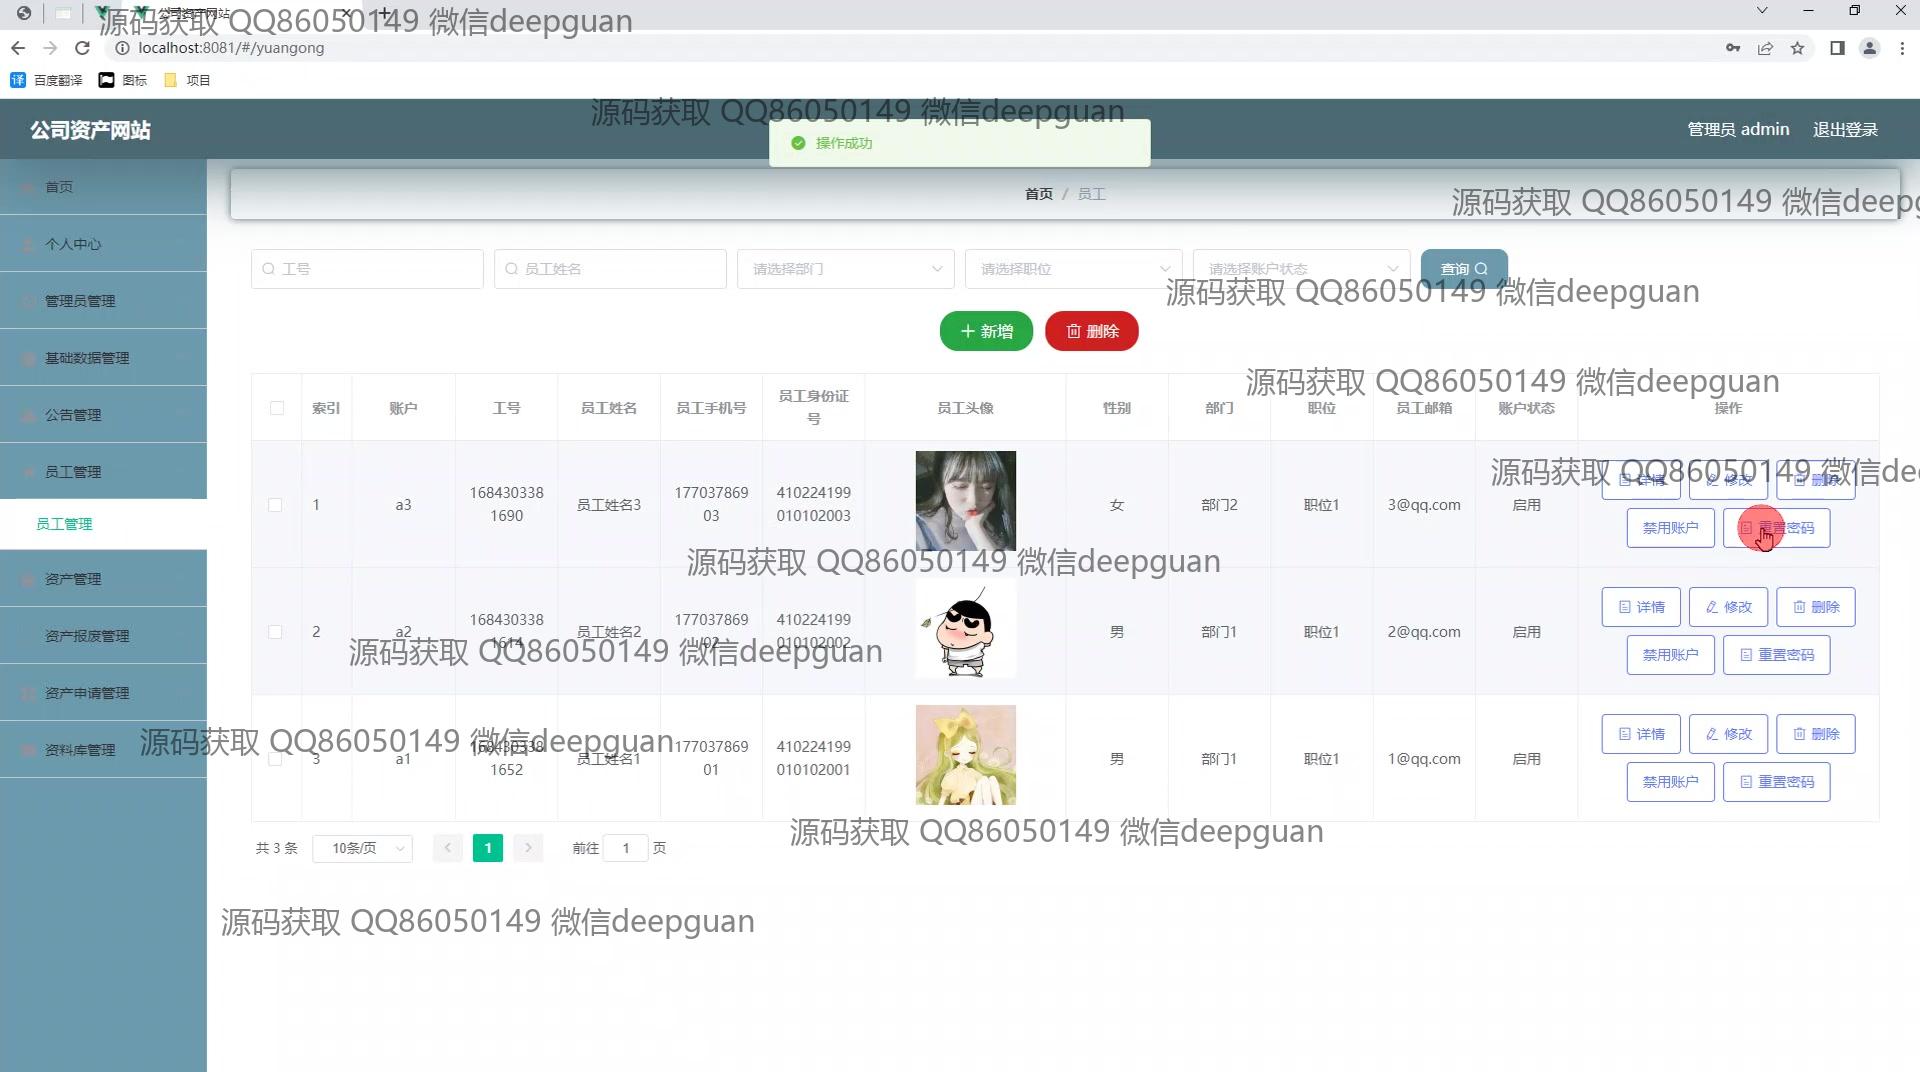 公司资产网站
源码获取 QQ86050149 微信deepguan
localhost:8081/#/yuangong
百度翻译 图标 项目
源码获取 QQ86050149 微信deepguan
公司资产网站
管理员 admin 退出登录
操作成功
首页 / 员工
源码获取 QQ86050149 微信deepg
首页
个人中心
管理员管理
基础数据管理
公告管理
员工管理
员工管理
资产管理
资产报废管理
资产申请管理
资料库管理
工号 员工姓名 请选择部门 请选择职位 请选择账户状态 查询
源码获取 QQ86050149 微信deepguan
新增 删除
源码获取 QQ86050149 微信deepguan
索引 账户 工号 员工姓名 员工手机号 员工身份证号 员工头像 性别 部门 职位 员工邮箱 账户状态 操作
源码获取 QQ86050149 微信dee
1 a3 1684303381690 员工姓名3 17703786903 410224199010102003 女 部门2 职位1 3@qq.com 启用
详情 修改 删除
禁用账户 重置密码
源码获取 QQ86050149 微信deepguan
2 a2 1684303381614 员工姓名2 17703786902 410224199010102002 男 部门1 职位1 2@qq.com 启用
详情 修改 删除
禁用账户 重置密码
源码获取 QQ86050149 微信deepguan
源码获取 QQ86050149 微信deepguan
3 a1 1684303381652 员工姓名1 17703786901 410224199010102001 男 部门1 职位1 1@qq.com 启用
详情 修改 删除
禁用账户 重置密码
源码获取 QQ86050149 微信deepguan
共 3 条 10条/页 1 前往 1 页
源码获取 QQ86050149 微信deepguan